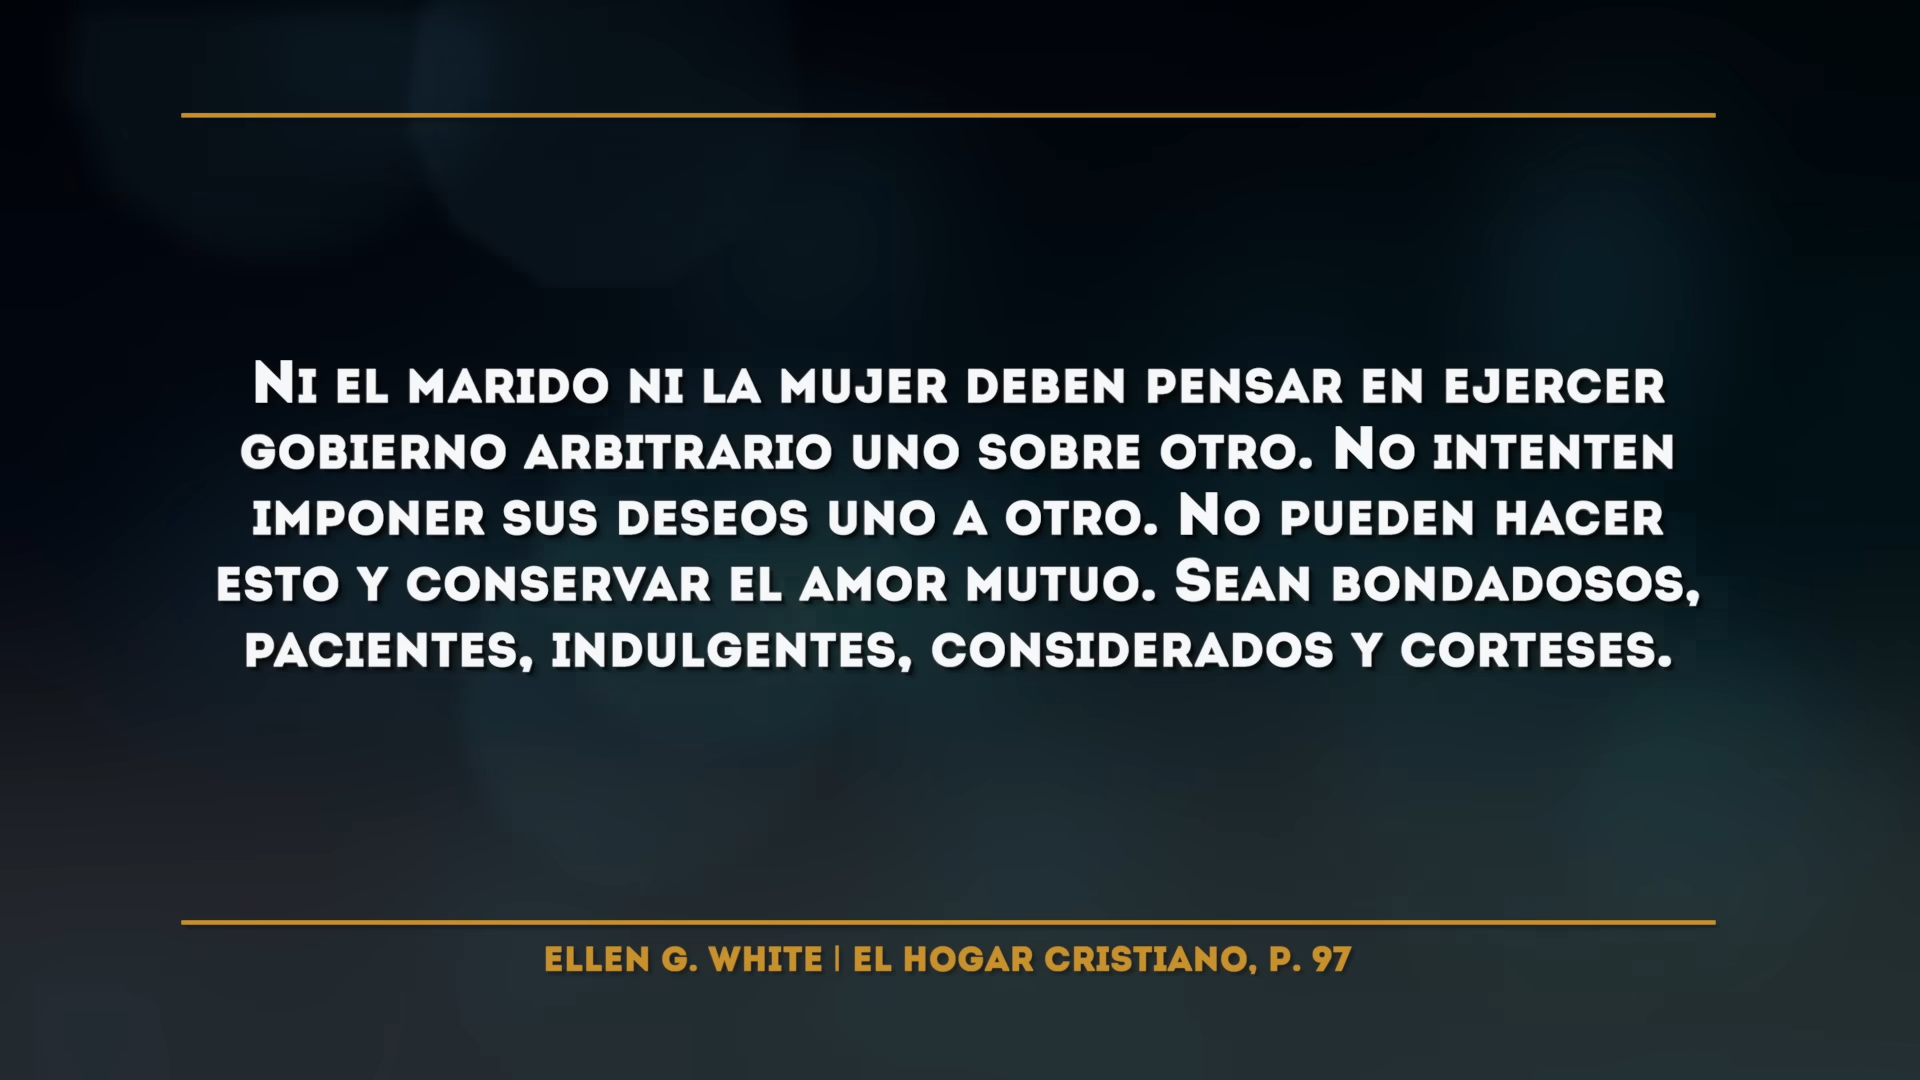 Ni el marido ni la mujer deben pensar en ejercer
gobierno arbitrario uno sobre otro. No intenten
imponer sus deseos uno a otro. No pueden hacer
esto y conservar el amor mutuo. Sean bondadosos,
pacientes, indulgentes, considerados y corteses.
ELLEN G. WHITE | EL HOGAR CRISTIANO, P. 97